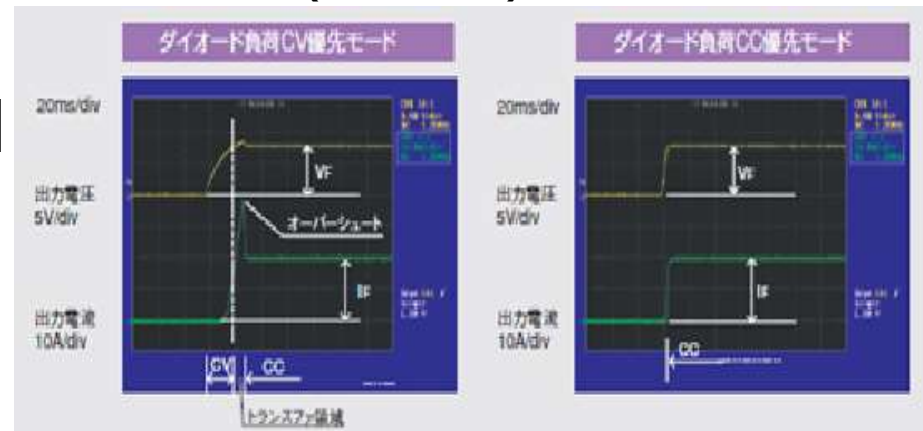 ダイオード負荷CV優先モード
20ms/div
出力電圧
5V/div
VF
オーバーシュート
IF
出力電流
10A/div
CV
CC
トランスファ領域
ダイオード負荷CC優先モード
20ms/div
出力電圧
5V/div
VF
IF
出力電流
10A/div
CC